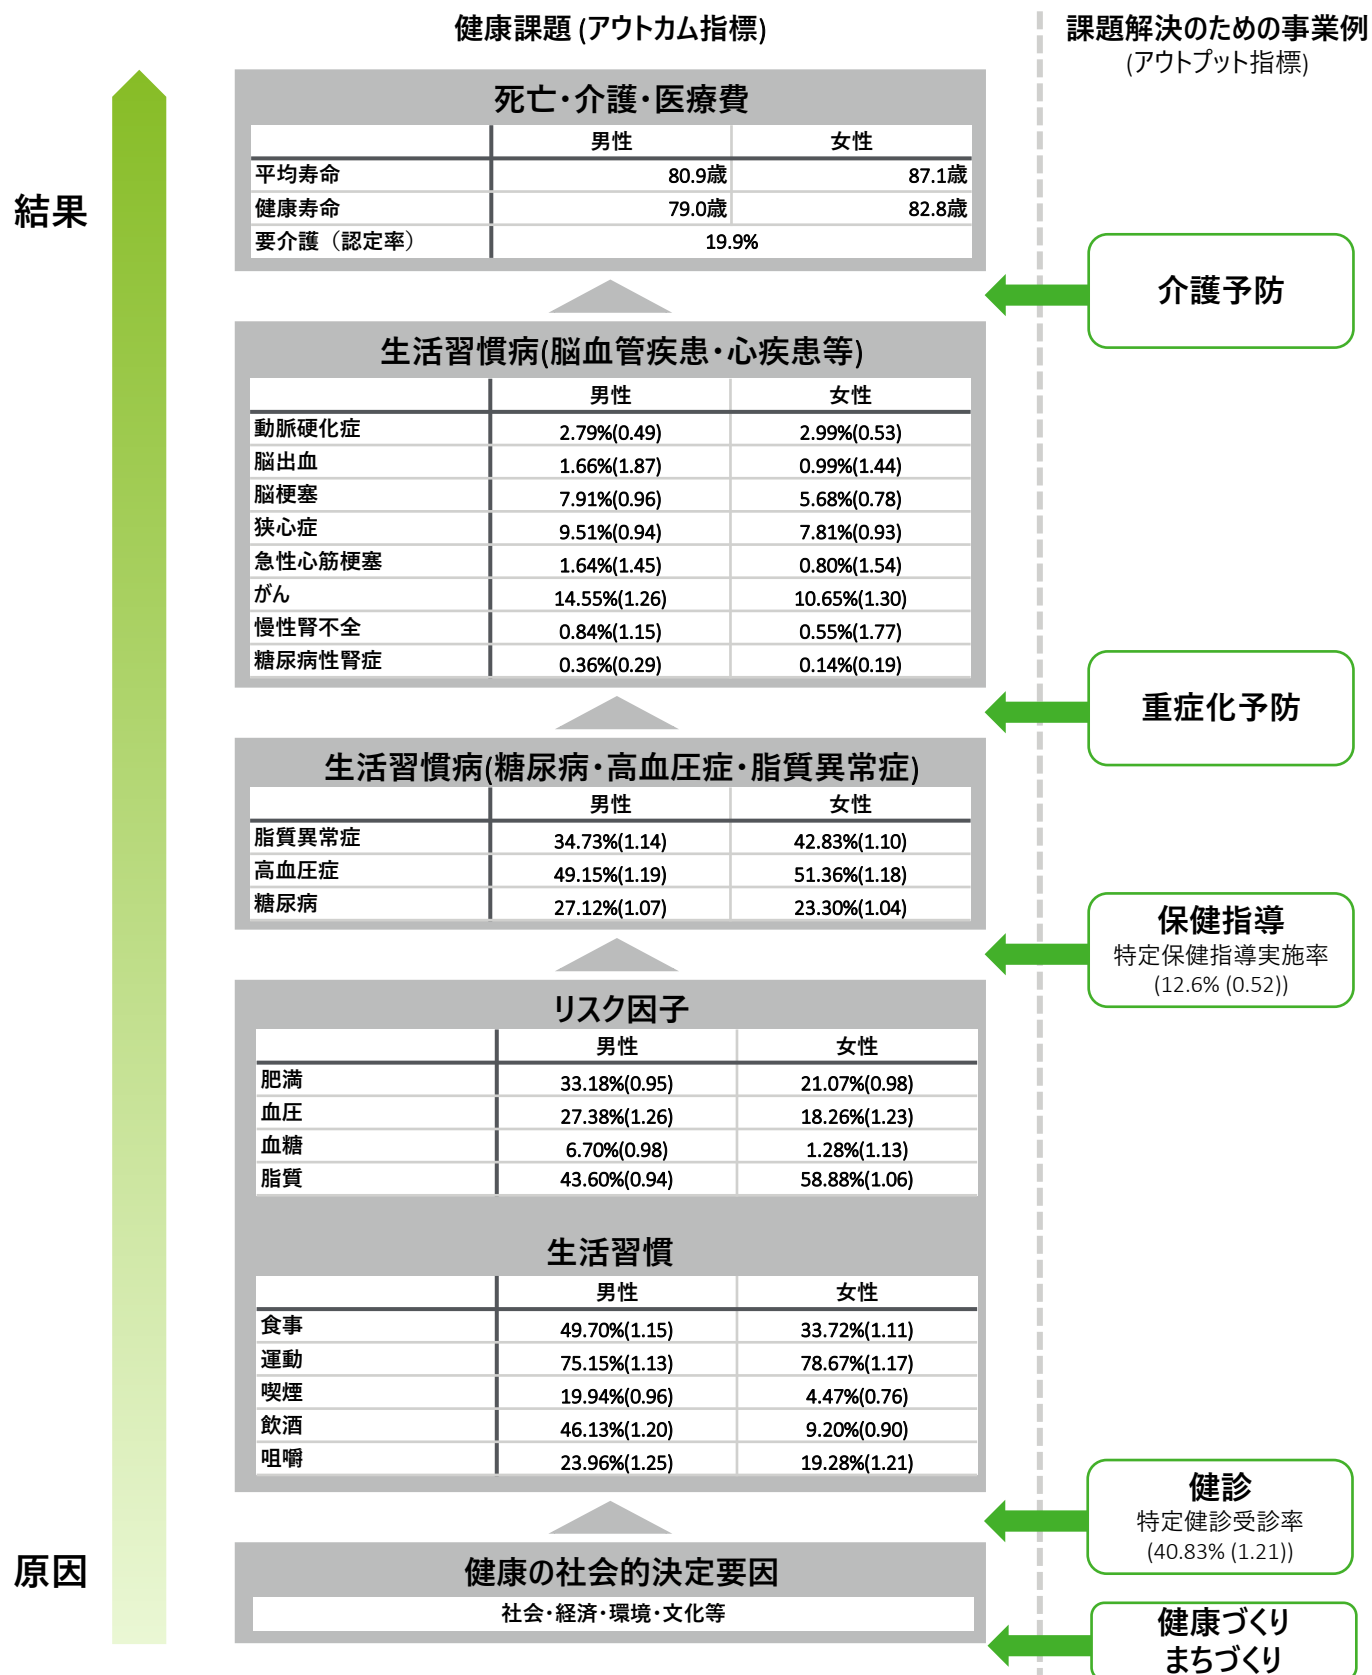 健康課題 (アウトカム指標)
課題解決のための事業例
(アウトプット指標)
結果
死亡・介護・医療費
男性 女性
平均寿命 80.9歳 87.1歳
健康寿命 79.0歳 82.8歳
要介護（認定率） 19.9%
介護予防
生活習慣病(脳血管疾患・心疾患等)
男性 女性
動脈硬化症 2.79%(0.49) 2.99%(0.53)
脳出血 1.66%(1.87) 0.99%(1.44)
脳梗塞 7.91%(0.96) 5.68%(0.78)
狭心症 9.51%(0.94) 7.81%(0.93)
急性心筋梗塞 1.64%(1.45) 0.80%(1.54)
がん 14.55%(1.26) 10.65%(1.30)
慢性腎不全 0.84%(1.15) 0.55%(1.77)
糖尿病性腎症 0.36%(0.29) 0.14%(0.19)
重症化予防
生活習慣病(糖尿病・高血圧症・脂質異常症)
男性 女性
脂質異常症 34.73%(1.14) 42.83%(1.10)
高血圧症 49.15%(1.19) 51.36%(1.18)
糖尿病 27.12%(1.07) 23.30%(1.04)
保健指導
特定保健指導実施率
(12.6% (0.52))
リスク因子
男性 女性
肥満 33.18%(0.95) 21.07%(0.98)
血圧 27.38%(1.26) 18.26%(1.23)
血糖 6.70%(0.98) 1.28%(1.13)
脂質 43.60%(0.94) 58.88%(1.06)
生活習慣
男性 女性
食事 49.70%(1.15) 33.72%(1.11)
運動 75.15%(1.13) 78.67%(1.17)
喫煙 19.94%(0.96) 4.47%(0.76)
飲酒 46.13%(1.20) 9.20%(0.90)
咀嚼 23.96%(1.25) 19.28%(1.21)
健診
特定健診受診率
(40.83% (1.21))
原因
健康の社会的決定要因
社会・経済・環境・文化等
健康づくり
まちづくり